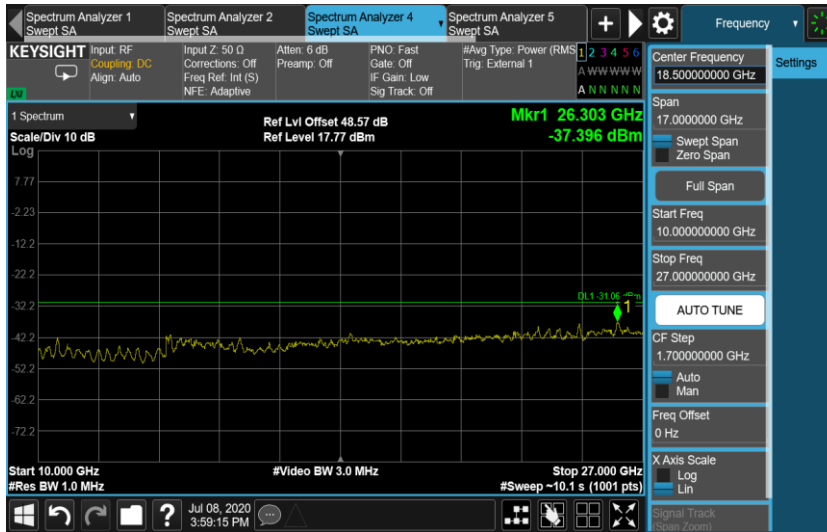 Spectrum Analyzer 1
Swept SA
Spectrum Analyzer 2
Swept SA
Spectrum Analyzer 4
Swept SA
Spectrum Analyzer 5
Swept SA
Frequency
KEYSIGHT
LXI
Input: RF
Coupling: DC
Align: Auto
Input Z: 50 Ω
Corrections: Off
Freq Ref: Int (S)
NFE: Adaptive
Atten: 6 dB
Preamp: Off
PNO: Fast
Gate: Off
IF Gain: Low
Sig Track: Off
#Avg Type: Power (RMS
Trig: External 1
1 2 3 4 5 6
A W W W W W
A N N N N N
1 Spectrum
Scale/Div 10 dB
Log
Ref Lvl Offset 48.57 dB
Ref Level 17.77 dBm
Mkr1 26.303 GHz
-37.396 dBm
7.77
-2.23
-12.2
-22.2
-32.2
-42.2
-52.2
-62.2
-72.2
DL1 -31.06 dBm
1
Start 10.000 GHz
#Res BW 1.0 MHz
#Video BW 3.0 MHz
Stop 27.000 GHz
#Sweep ~10.1 s (1001 pts)
Jul 08, 2020
3:59:15 PM
Center Frequency
18.500000000 GHz
Settings
Span
17.0000000 GHz
Swept Span
Zero Span
Full Span
Start Freq
10.000000000 GHz
Stop Freq
27.000000000 GHz
AUTO TUNE
CF Step
1.700000000 GHz
Auto
Man
Freq Offset
0 Hz
X Axis Scale
Log
Lin
Signal Track
(Span Zoom)